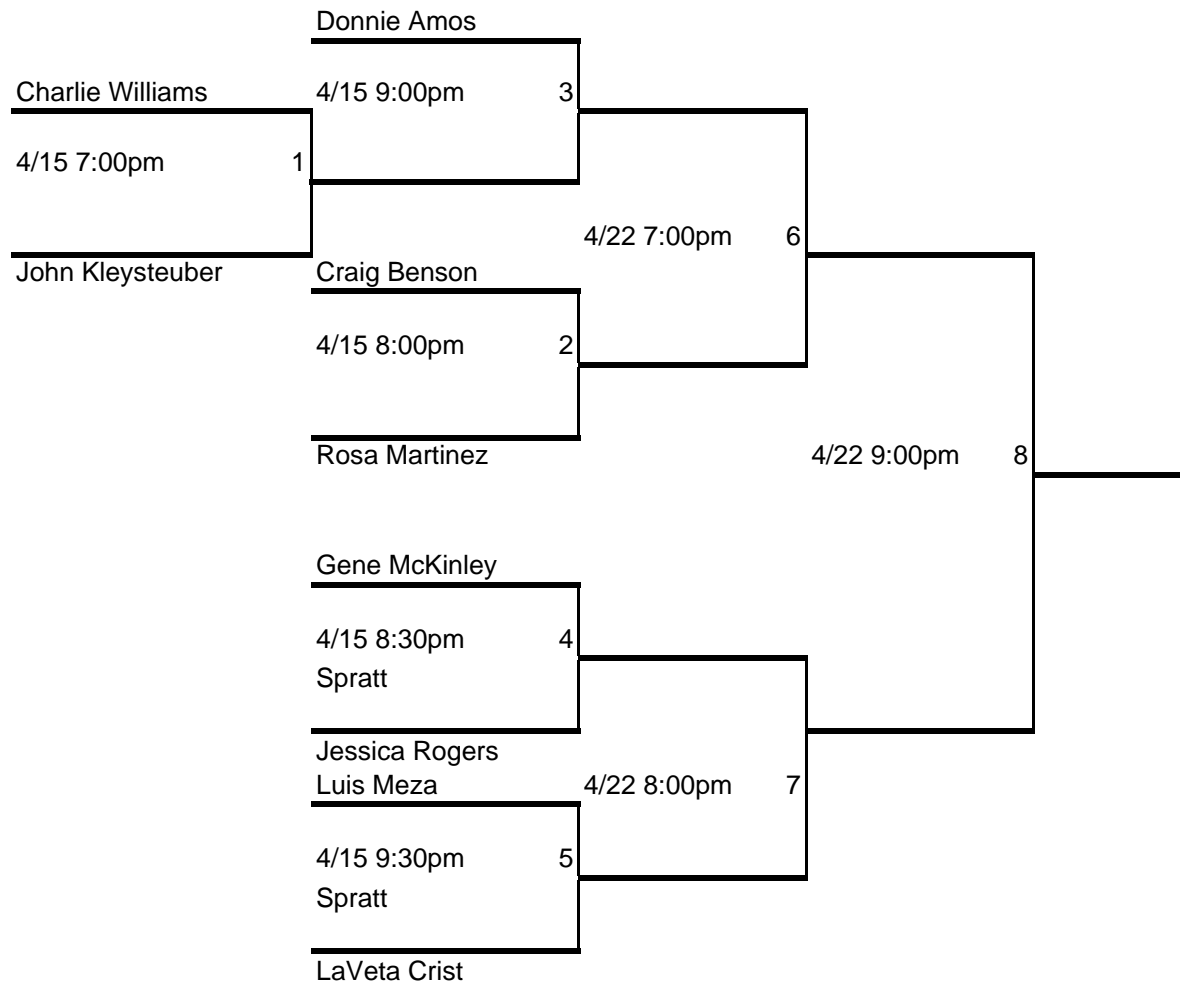 Donnie Amos
Charlie Williams
4/15 9:00pm 3
4/15 7:00pm 1
4/22 7:00pm 6
John Kleysteuber
Craig Benson
4/15 8:00pm 2
Rosa Martinez
4/22 9:00pm 8
Gene McKinley
4/15 8:30pm 4
Spratt
Jessica Rogers
Luis Meza
4/22 8:00pm 7
4/15 9:30pm 5
Spratt
LaVeta Crist